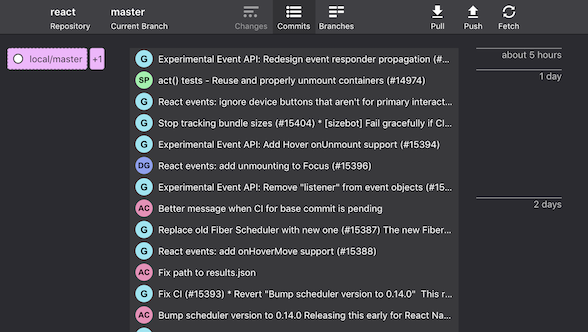 react master
Repository Current Branch Changes Commits Branches Pull Push Fetch
local/master +1
G Experimental Event API: Redesign event responder propagation (#...
about 5 hours
SP act() tests - Reuse and properly unmount containers (#14974)
1 day
G React events: ignore device buttons that aren't for primary interact...
G Stop tracking bundle sizes (#15404) * [sizebot] Fail gracefully if CI...
G Experimental Event API: Add Hover onUnmount support (#15394)
DG React events: add unmounting to Focus (#15396)
G Experimental Event API: Remove "listener" from event objects (#15...
AC Better message when CI for base commit is pending
2 days
G Replace old Fiber Scheduler with new one (#15387) The new Fiber...
G React events: add onHoverMove support (#15388)
AC Fix path to results.json
G Fix CI (#15393) * Revert "Bump scheduler version to 0.14.0" This r...
AC Bump scheduler version to 0.14.0 Releasing this early for React Na...